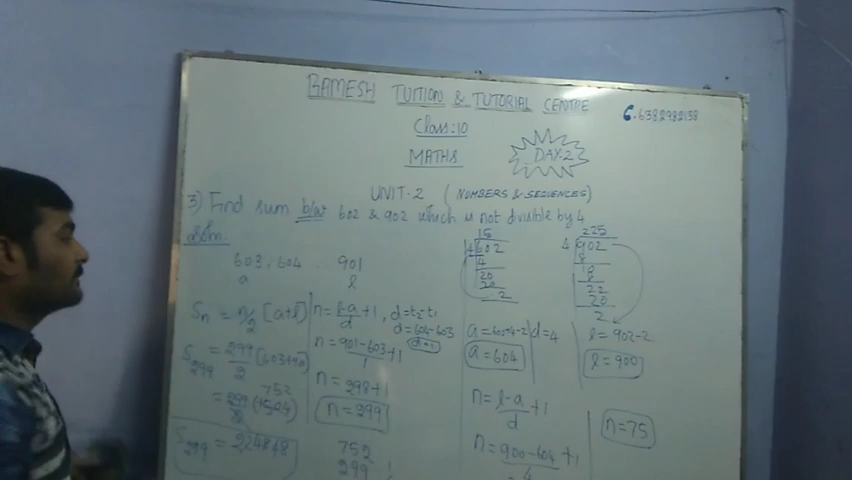 RAMESH TUITION & TUTORIAL CENTRE
6382982138
Class:10
MATHS
DAY-2
UNIT-2 (NUMBERS & SEQUENCES)
3) Find sum b/w 602 & 902 which is not divisible by 4
soln.
603, 604 ... 901
a l
Sn = n/2 [a+l]
S299 = 299/2 [603+901]
752
= 299/2 (1504)
S299 = 224848
n = l-a/d +1, d=t2-t1
d=604-603
d=1
n = 901-603/1 +1
n = 298+1
n = 299
752
299
15
4 602
4
20
20
2
225
4 902
8
10
8
22
20
2
a = 602+4-2
a = 604
d=4
l = 902-2
l = 900
n = l-a/d +1
n = 900-604/4 +1
n = 75